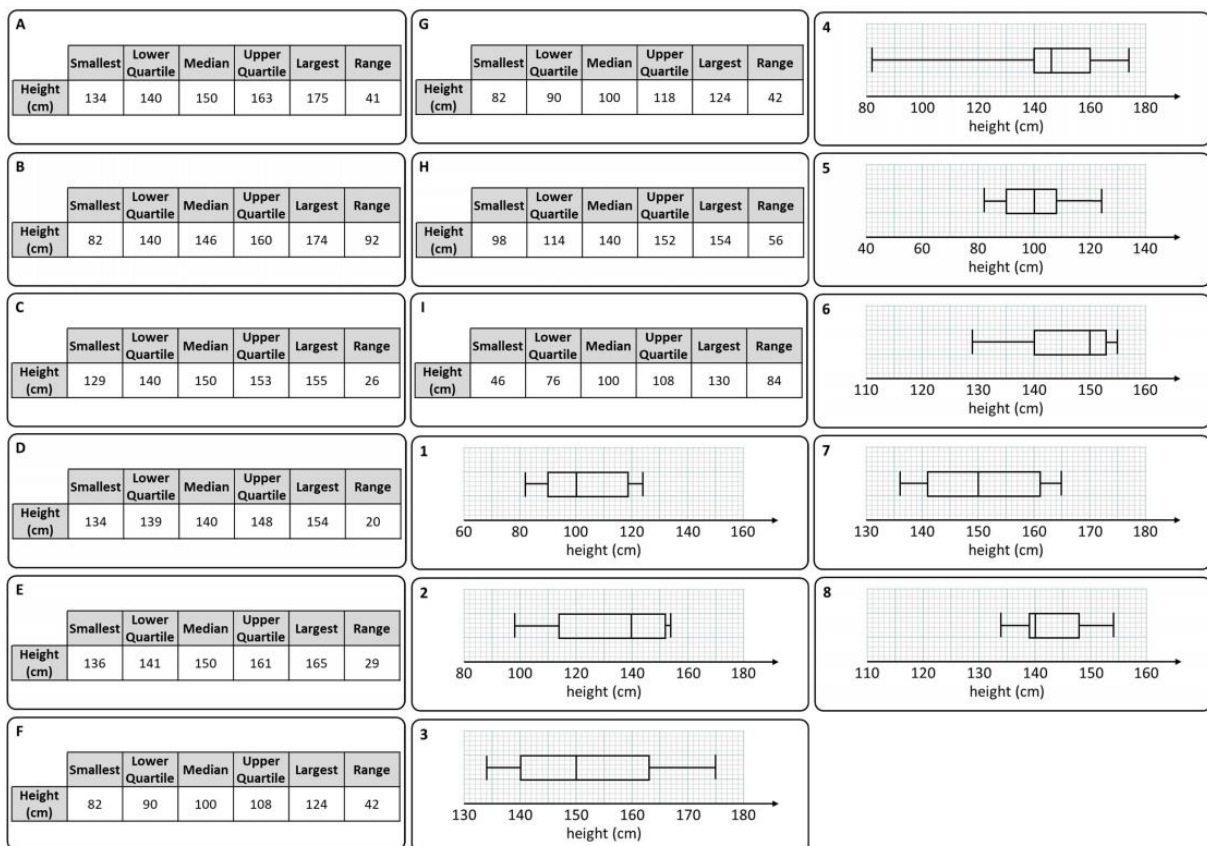 A
Smallest Lower Quartile Median Upper Quartile Largest Range
Height (cm) 134 140 150 163 175 41
B
Smallest Lower Quartile Median Upper Quartile Largest Range
Height (cm) 82 140 146 160 174 92
C
Smallest Lower Quartile Median Upper Quartile Largest Range
Height (cm) 129 140 150 153 155 26
D
Smallest Lower Quartile Median Upper Quartile Largest Range
Height (cm) 134 139 140 148 154 20
E
Smallest Lower Quartile Median Upper Quartile Largest Range
Height (cm) 136 141 150 161 165 29
F
Smallest Lower Quartile Median Upper Quartile Largest Range
Height (cm) 82 90 100 108 124 42
G
Smallest Lower Quartile Median Upper Quartile Largest Range
Height (cm) 82 90 100 118 124 42
H
Smallest Lower Quartile Median Upper Quartile Largest Range
Height (cm) 98 114 140 152 154 56
I
Smallest Lower Quartile Median Upper Quartile Largest Range
Height (cm) 46 76 100 108 130 84
1
60 80 100 120 140 160
height (cm)
2
80 100 120 140 160 180
height (cm)
3
130 140 150 160 170 180
height (cm)
4
80 100 120 140 160 180
height (cm)
5
40 60 80 100 120 140
height (cm)
6
110 120 130 140 150 160
height (cm)
7
130 140 150 160 170 180
height (cm)
8
110 120 130 140 150 160
height (cm)